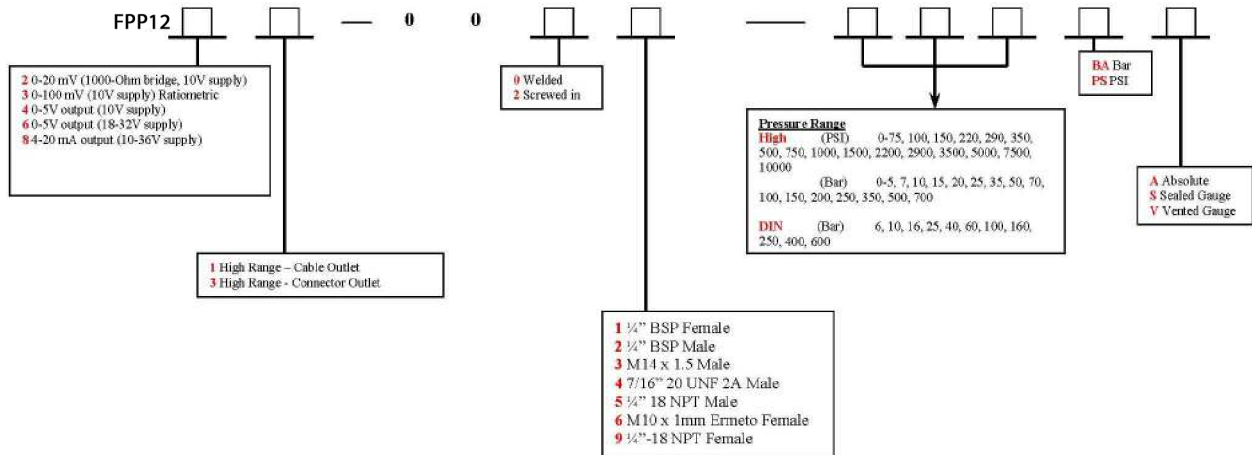 FPP12 — 0 0 —
2 0-20 mV (1000-Ohm bridge, 10V supply)
3 0-100 mV (10V supply) Ratiometric
4 0-5V output (10V supply)
6 0-5V output (18-32V supply)
8 4-20 mA output (10-36V supply)
1 High Range – Cable Outlet
3 High Range - Connector Outlet
0 Welded
2 Screwed in
1 ¼” BSP Female
2 ¼” BSP Male
3 M14 x 1.5 Male
4 7/16” 20 UNF 2A Male
5 ¼” 18 NPT Male
6 M10 x 1mm Ermeto Female
9 ¼”-18 NPT Female
Pressure Range
High (PSI) 0-75, 100, 150, 220, 290, 350,
500, 750, 1000, 1500, 2200, 2900, 3500, 5000, 7500,
10000
(Bar) 0-5, 7, 10, 15, 20, 25, 35, 50, 70,
100, 150, 200, 250, 350, 500, 700
DIN (Bar) 6, 10, 16, 25, 40, 60, 100, 160,
250, 400, 600
BA Bar
PS PSI
A Absolute
S Sealed Gauge
V Vented Gauge